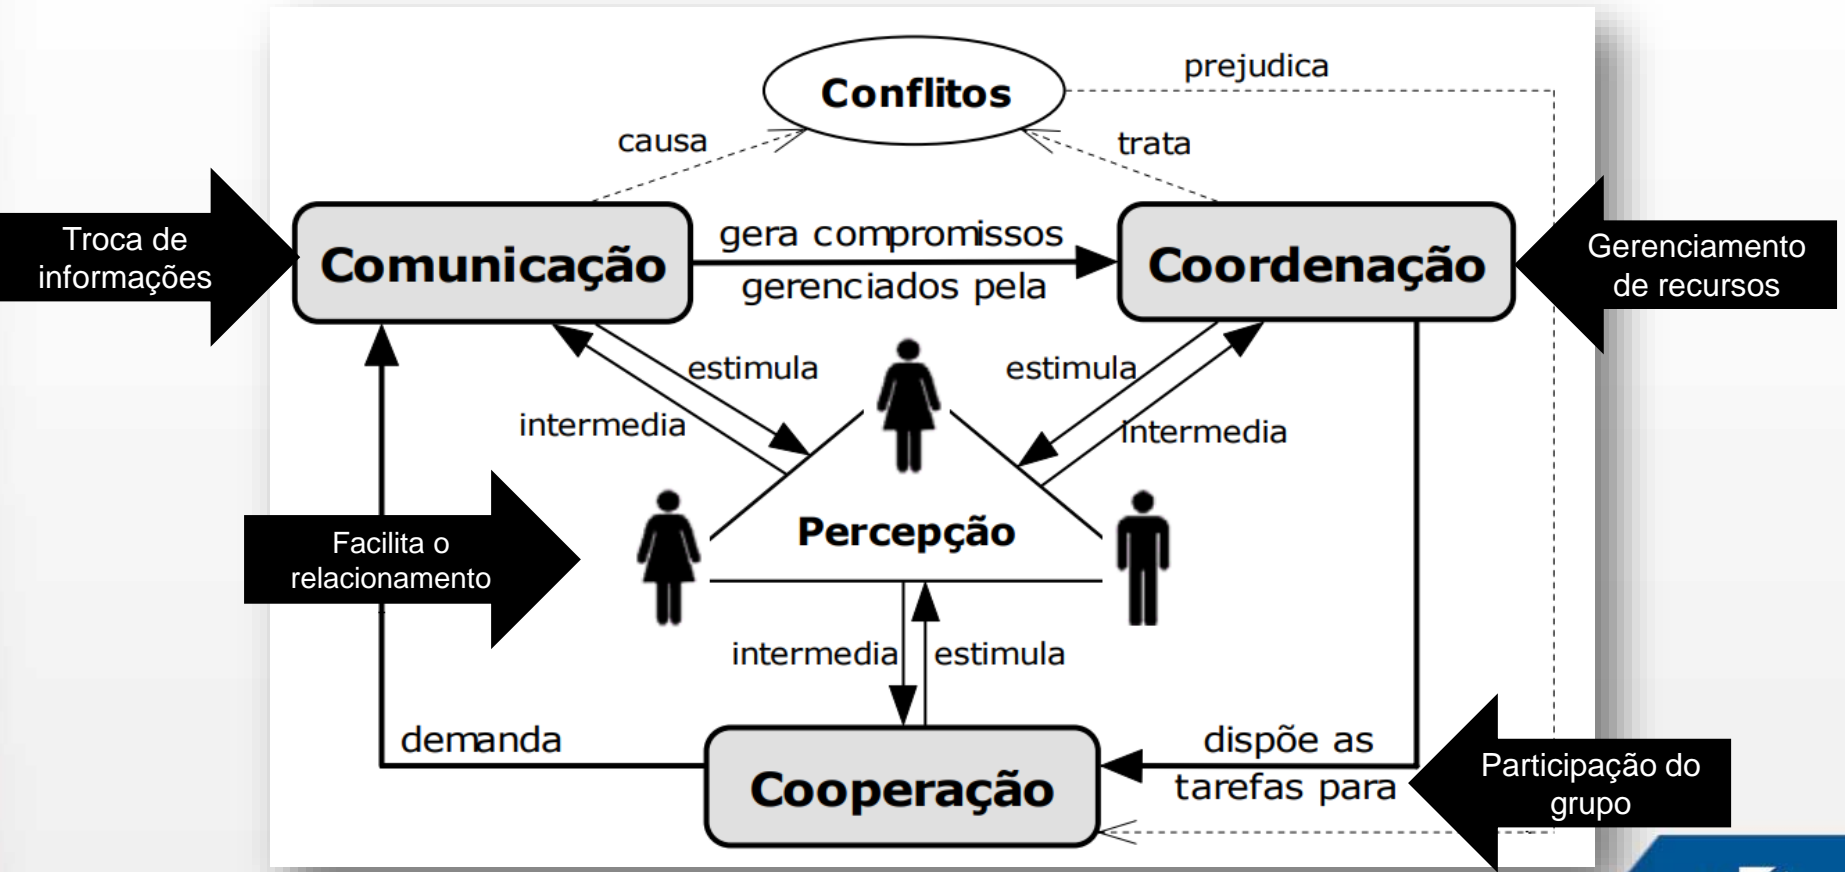 Conflitos
prejudica
causa
trata
Troca de
informações
Comunicação
gera compromissos
gerenciados pela
Coordenação
Gerenciamento
de recursos
estimula
estimula
intermedia
intermedia
Percepção
Facilita o
relacionamento
intermedia
estimula
demanda
Cooperação
dispõe as
tarefas para
Participação do
grupo